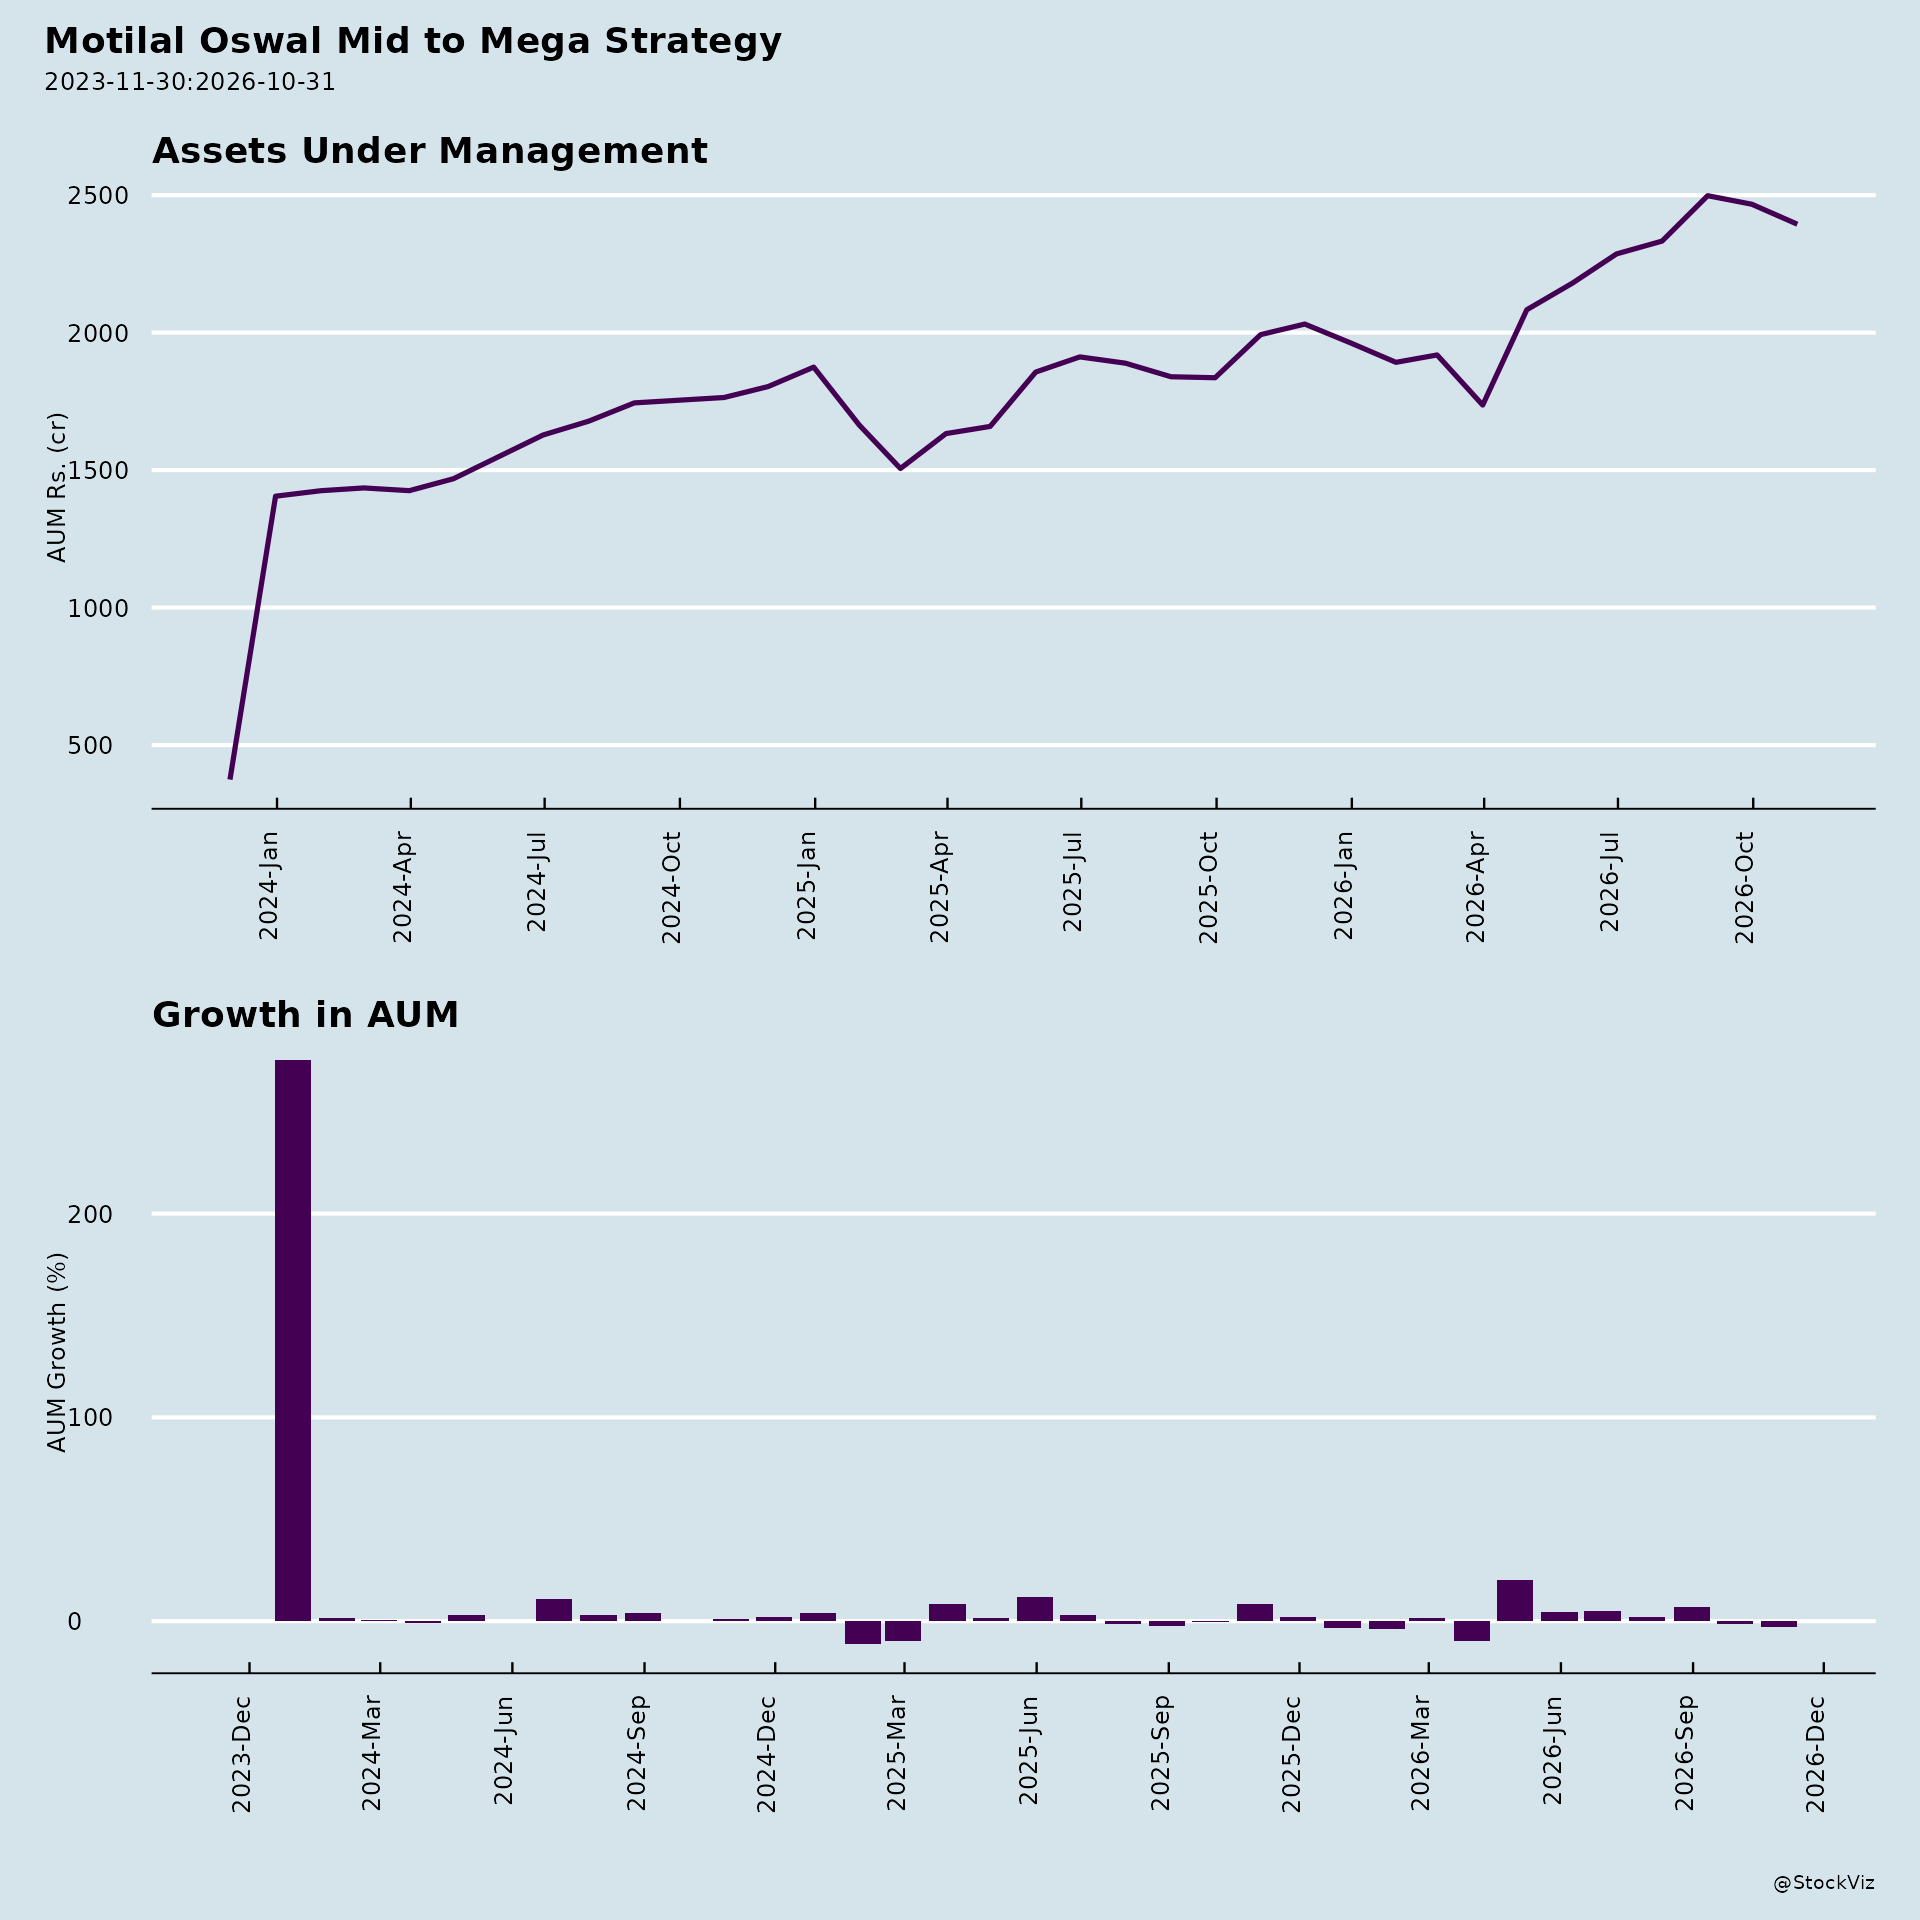 Motilal Oswal Mid to Mega Strategy
2023-11-30:2026-10-31
Assets Under Management
AUM Rs. (cr)
2500
2000
1500
1000
500
2024-Jan
2024-Apr
2024-Jul
2024-Oct
2025-Jan
2025-Apr
2025-Jul
2025-Oct
2026-Jan
2026-Apr
2026-Jul
2026-Oct
Growth in AUM
AUM Growth (%)
200
100
0
2023-Dec
2024-Mar
2024-Jun
2024-Sep
2024-Dec
2025-Mar
2025-Jun
2025-Sep
2025-Dec
2026-Mar
2026-Jun
2026-Sep
2026-Dec
@StockViz